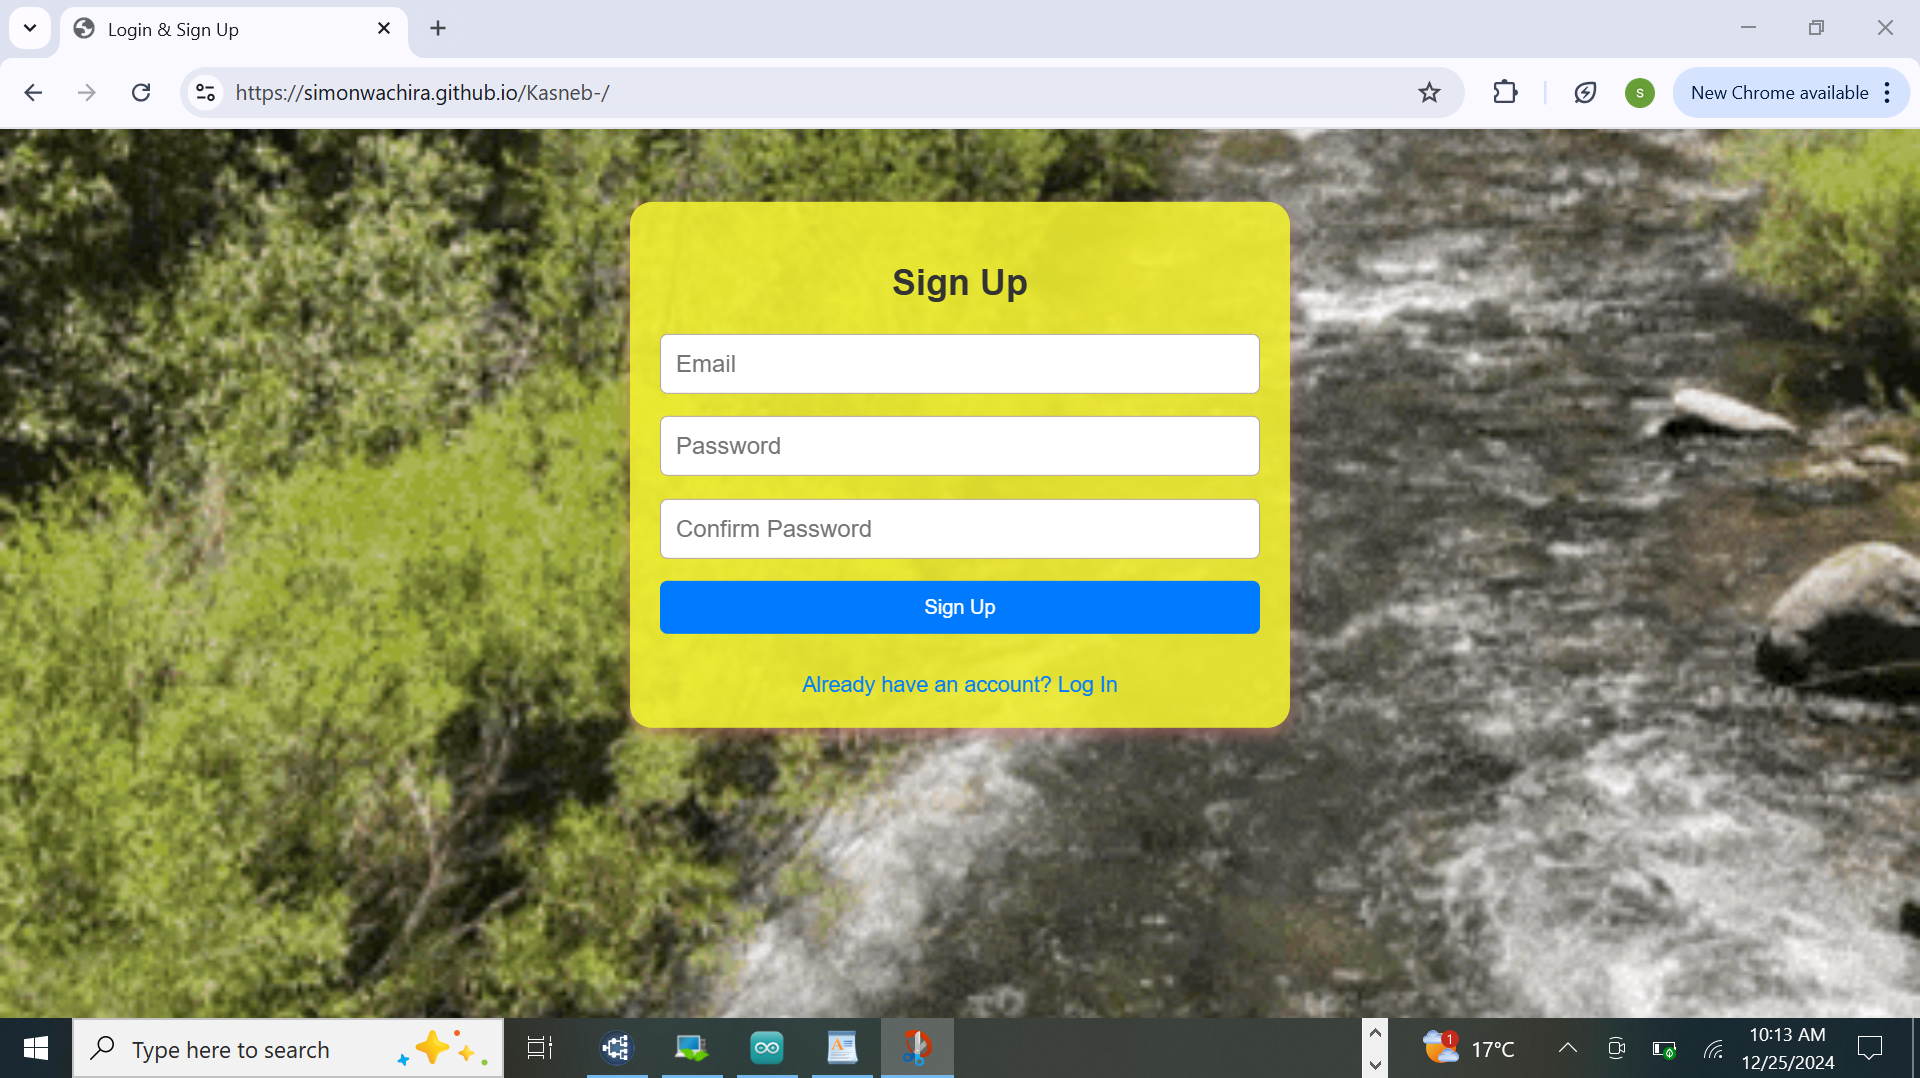 Login & Sign Up
https://simonwachira.github.io/Kasneb-/
s
New Chrome available
Sign Up
Email
Password
Confirm Password
Sign Up
Already have an account? Log In
Type here to search
1
17°C
10:13 AM
12/25/2024